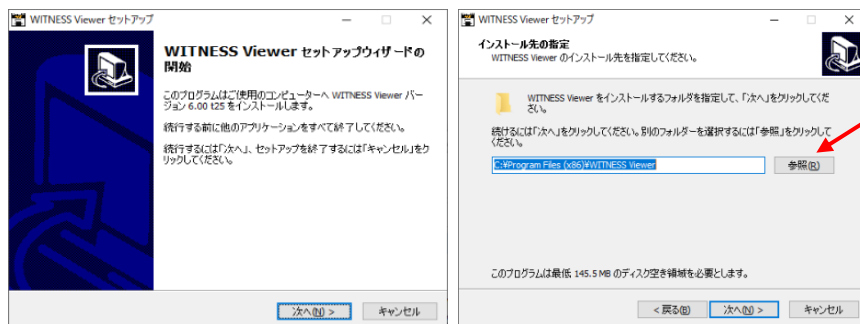 WITNESS Viewer セットアップ
WITNESS Viewer セットアップウィザードの
開始
このプログラムはご使用のコンピューターへ WITNESS Viewer バー
ジョン 6.00 t25 をインストールします。
続行する前に他のアプリケーションをすべて終了してください。
続行するには「次へ」、セットアップを終了するには「キャンセル」をク
リックしてください。
次へ(N) >
キャンセル
WITNESS Viewer セットアップ
インストール先の指定
WITNESS Viewer のインストール先を指定してください。
WITNESS Viewer をインストールするフォルダを指定して、「次へ」をクリックしてくだ
さい。
続けるには「次へ」をクリックしてください。別のフォルダーを選択するには「参照」をクリックして
ください。
C:¥Program Files (x86)¥WITNESS Viewer
参照(R)
このプログラムは最低 145.5 MB のディスク空き領域を必要とします。
< 戻る(B)
次へ(N) >
キャンセル